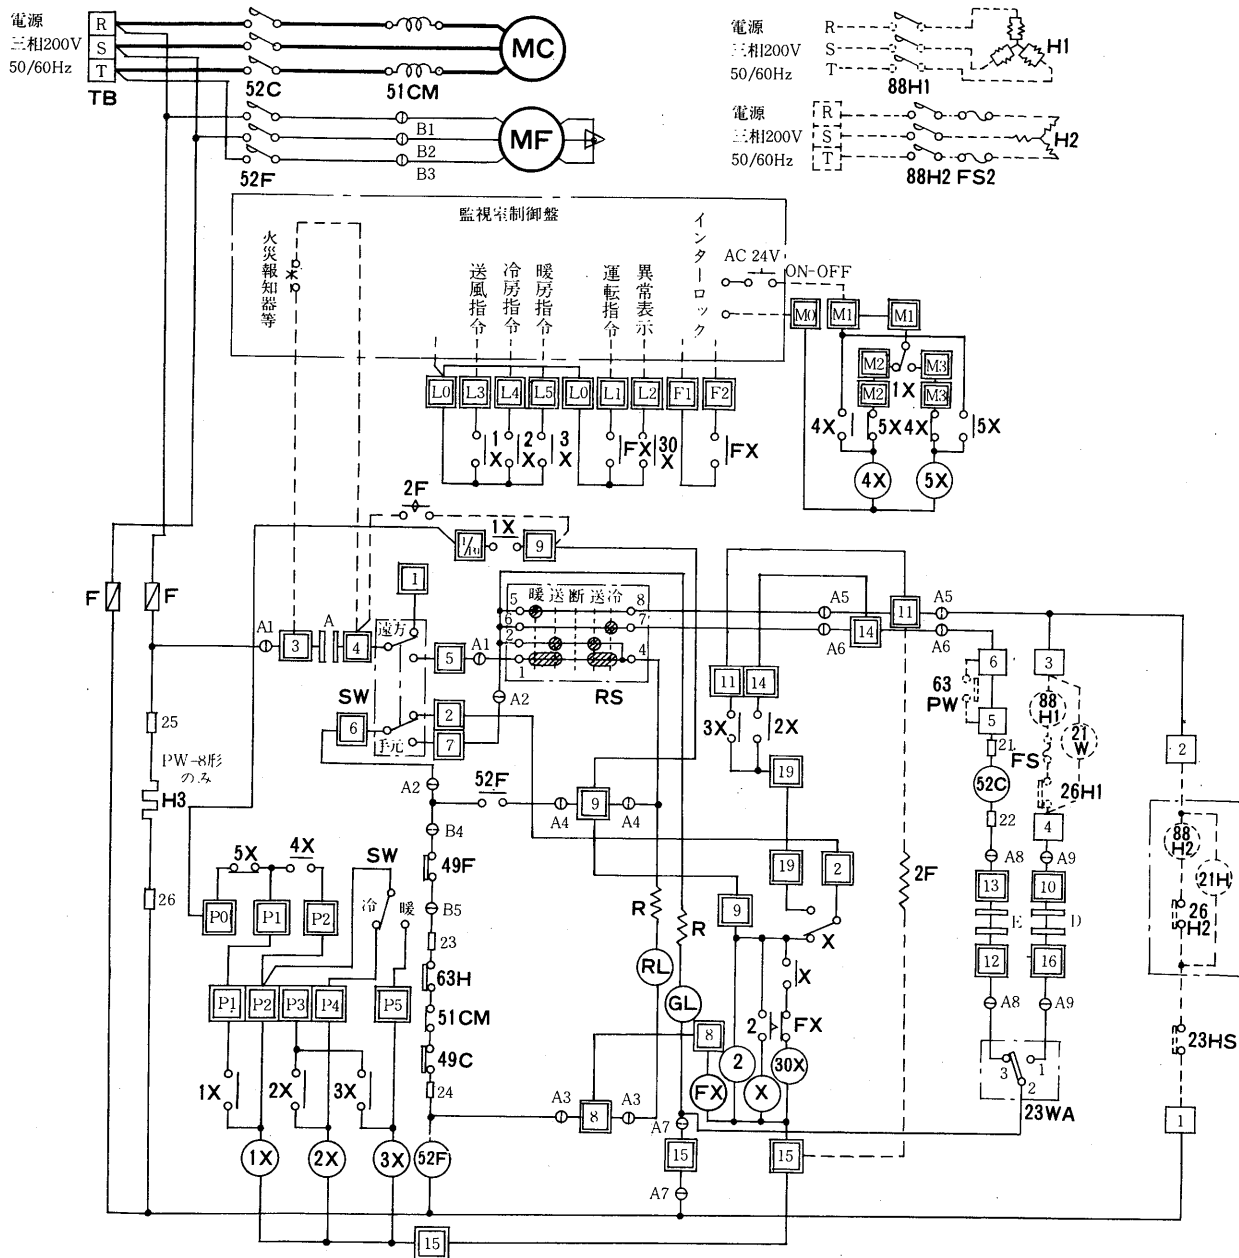 電源
三相200V
50/60Hz
R
S
T
TB
52C
51CM
MC
B1
B2
B3
52F
MF
電源
三相200V
50/60Hz
R
S
T
88H1
H1
電源
三相200V
50/60Hz
R
S
T
88H2 FS2
H2
監視室制御盤
火災報知器等
送風指令
冷房指令
暖房指令
運転指令
異常表示
インターロック
AC 24V
ON-OFF
M0
M1
M1
M2
M3
1X
M2
M3
L0
L3
L4
L5
L0
L1
L2
F1
F2
4X
5X
4X
5X
1X
2X
3X
FX
30X
FX
4X
5X
2F
1X
9
F
F
1
暖 送 断 送 冷
5
6
2
1
8
7
4
RS
A5
11
A5
A6
14
A6
A1
3
A
4
遠方
5
A1
SW
6
手元
2
7
A2
11
14
3X
2X
6
63
PW
5
3
88
H1
21
W
FS
26H1
25
PW-8形
のみ
H3
A2
52F
9
A4
A4
19
21
52C
22
4
2
B4
49F
B5
5X
4X
SW
冷
暖
26
P0
P1
P2
23
R
R
19
2
2F
A8
A9
13
10
88
H2
21H
26
H2
9
X
E
D
63H
RL
X
12
16
P1
P2
P3
P4
P5
51CM
GL
2
FX
A8
A9
23HS
49C
8
2
30X
1X
2X
3X
24
FX
X
3
1
2
23WA
A3
8
A3
A7
1
1X
2X
3X
52F
15
15
A7
15